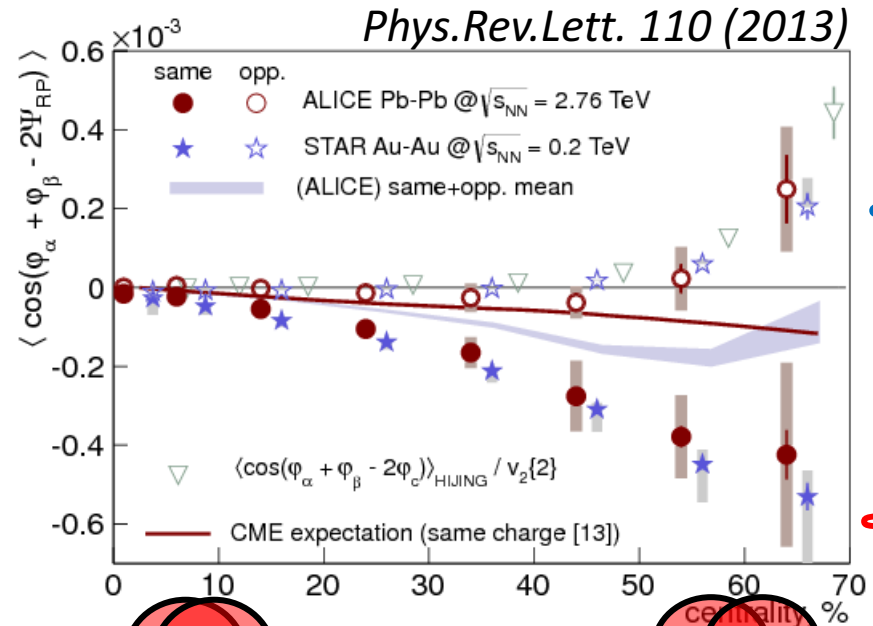 Phys.Rev.Lett. 110 (2013)
×10⁻³
same opp.
ALICE Pb-Pb @ √s_NN = 2.76 TeV
STAR Au-Au @ √s_NN = 0.2 TeV
(ALICE) same+opp. mean
⟨ cos(φ_α + φ_β - 2Ψ_RP) ⟩
0.6
0.4
0.2
0
-0.2
-0.4
-0.6
⟨cos(φ_α + φ_β - 2φ_c)⟩_HIJING / v₂{2}
CME expectation (same charge [13])
0 10 20 30 40 50 60 70
centrality, %